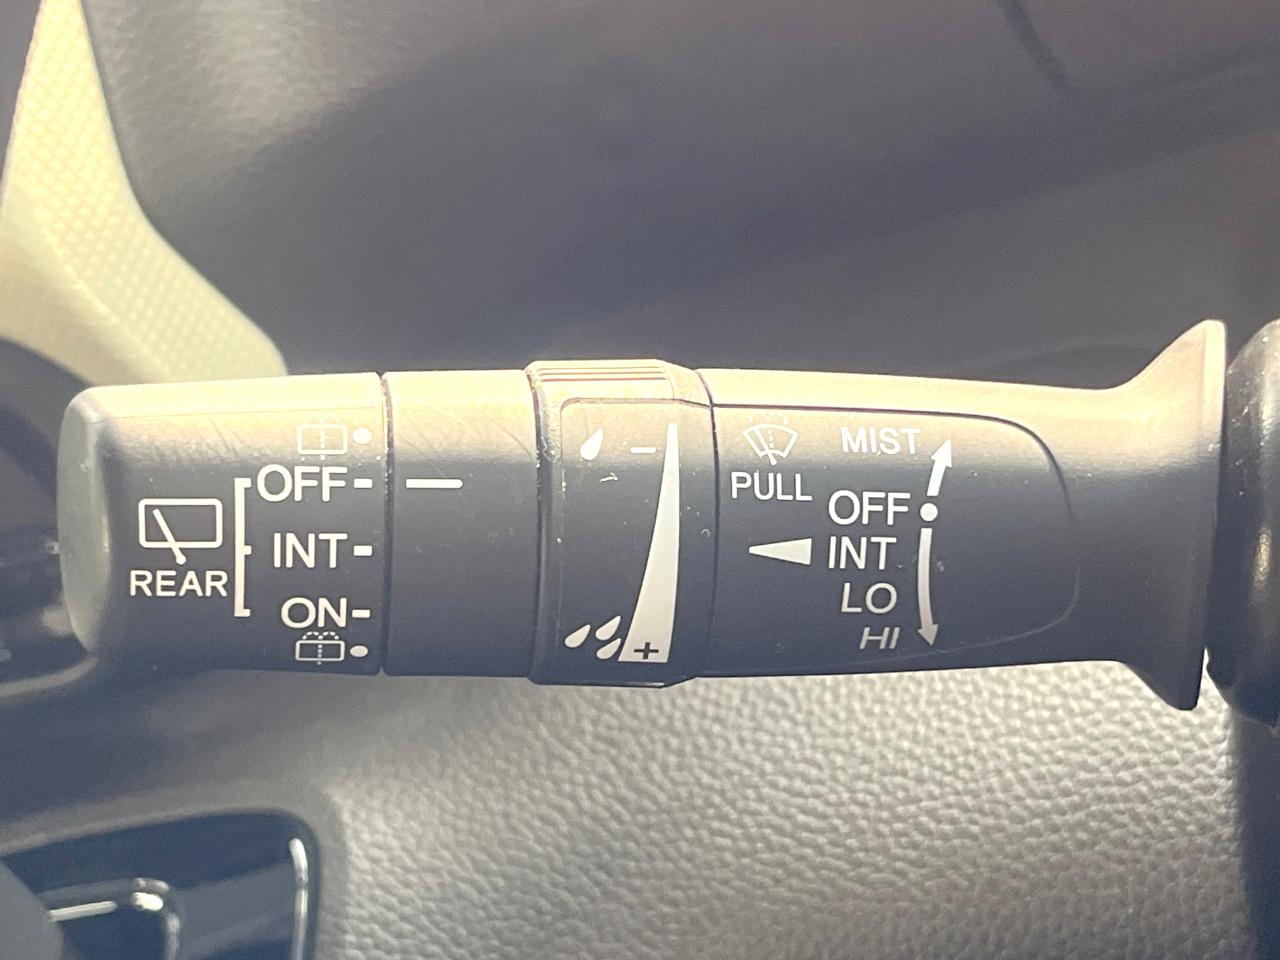 REAR
OFF
INT
ON
-
+
PULL
MIST
OFF
INT
LO
HI